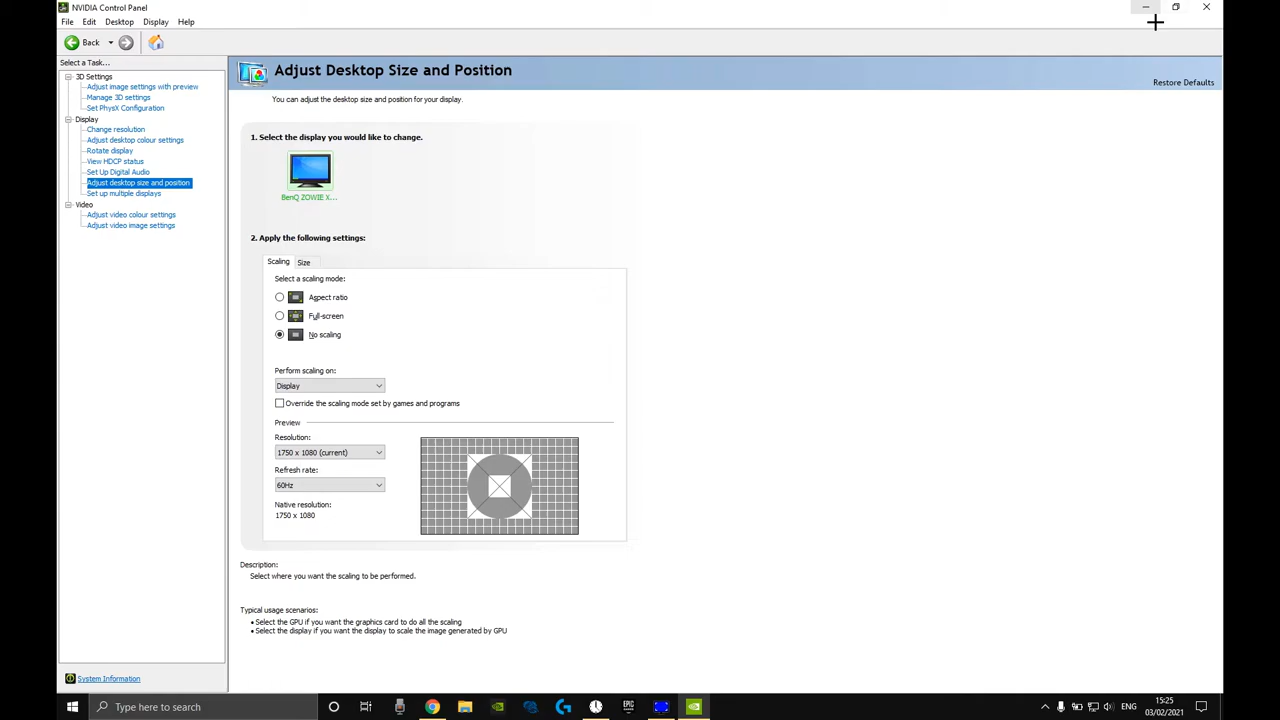 NVIDIA Control Panel
File Edit Desktop Display Help
Back
Select a Task...
3D Settings
Adjust image settings with preview
Manage 3D settings
Set PhysX Configuration
Display
Change resolution
Adjust desktop colour settings
Rotate display
View HDCP status
Set Up Digital Audio
Adjust desktop size and position
Set up multiple displays
Video
Adjust video colour settings
Adjust video image settings
System Information
Adjust Desktop Size and Position
Restore Defaults
You can adjust the desktop size and position for your display.
1. Select the display you would like to change.
BenQ ZOWIE X...
2. Apply the following settings:
Scaling Size
Select a scaling mode:
Aspect ratio
Full-screen
No scaling
Perform scaling on:
Display
Override the scaling mode set by games and programs
Preview
Resolution:
1750 x 1080 (current)
Refresh rate:
60Hz
Native resolution:
1750 x 1080
Description:
Select where you want the scaling to be performed.
Typical usage scenarios:
• Select the GPU if you want the graphics card to do all the scaling
• Select the display if you want the display to scale the image generated by GPU
Type here to search
EPIC
ENG
15:25
03/02/2021